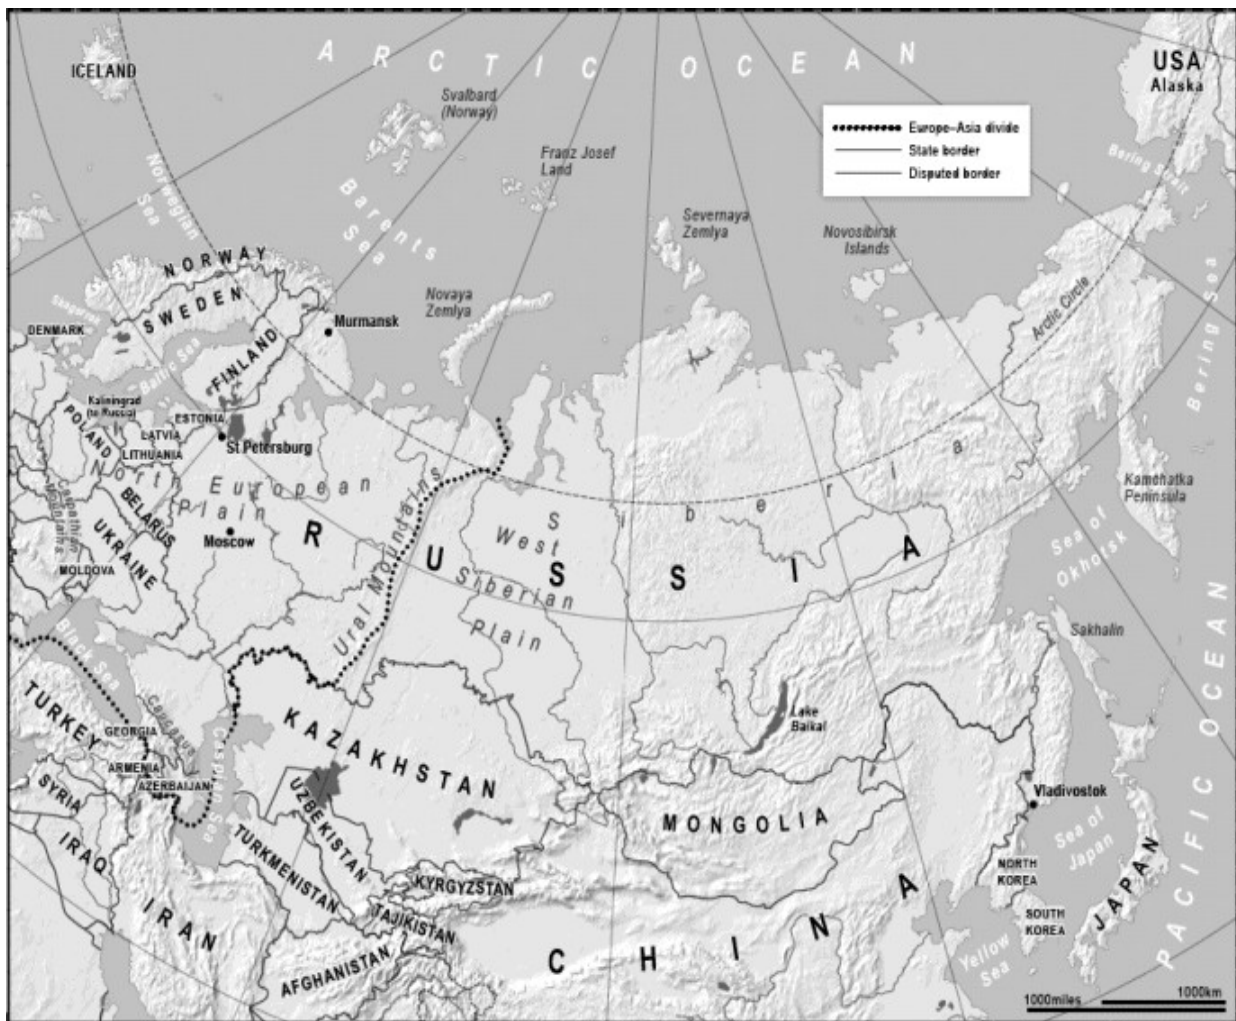 ARCTIC OCEAN
ICELAND
USA
Alaska
Svalbard
(Norway)
Europe–Asia divide
State border
Disputed border
Franz Josef
Land
Bering Strait
Norwegian
Sea
Barents
Sea
Severnaya
Zemlya
Novosibirsk
Islands
NORWAY
SWEDEN
Skagerrak
Novaya
Zemlya
Arctic Circle
Bering Sea
DENMARK
Murmansk
Baltic Sea
FINLAND
Kaliningrad
(to Russia)
POLAND
ESTONIA
LATVIA
LITHUANIA
St Petersburg
North
European
Plain
Siberia
Kamchatka
Peninsula
Carpathian
Mountains
BELARUS
UKRAINE
Moscow
RUSSIA
Ural Mountains
West
Siberian
Plain
Sea of
Okhotsk
MOLDOVA
Black Sea
Sakhalin
PACIFIC OCEAN
TURKEY
Caucasus
GEORGIA
ARMENIA
AZERBAIJAN
Caspian Sea
KAZAKHSTAN
Lake
Baikal
SYRIA
IRAQ
UZBEKISTAN
TURKMENISTAN
MONGOLIA
Vladivostok
Sea of
Japan
KYRGYZSTAN
TAJIKISTAN
NORTH
KOREA
JAPAN
IRAN
AFGHANISTAN
CHINA
SOUTH
KOREA
Yellow
Sea
1000miles
1000km